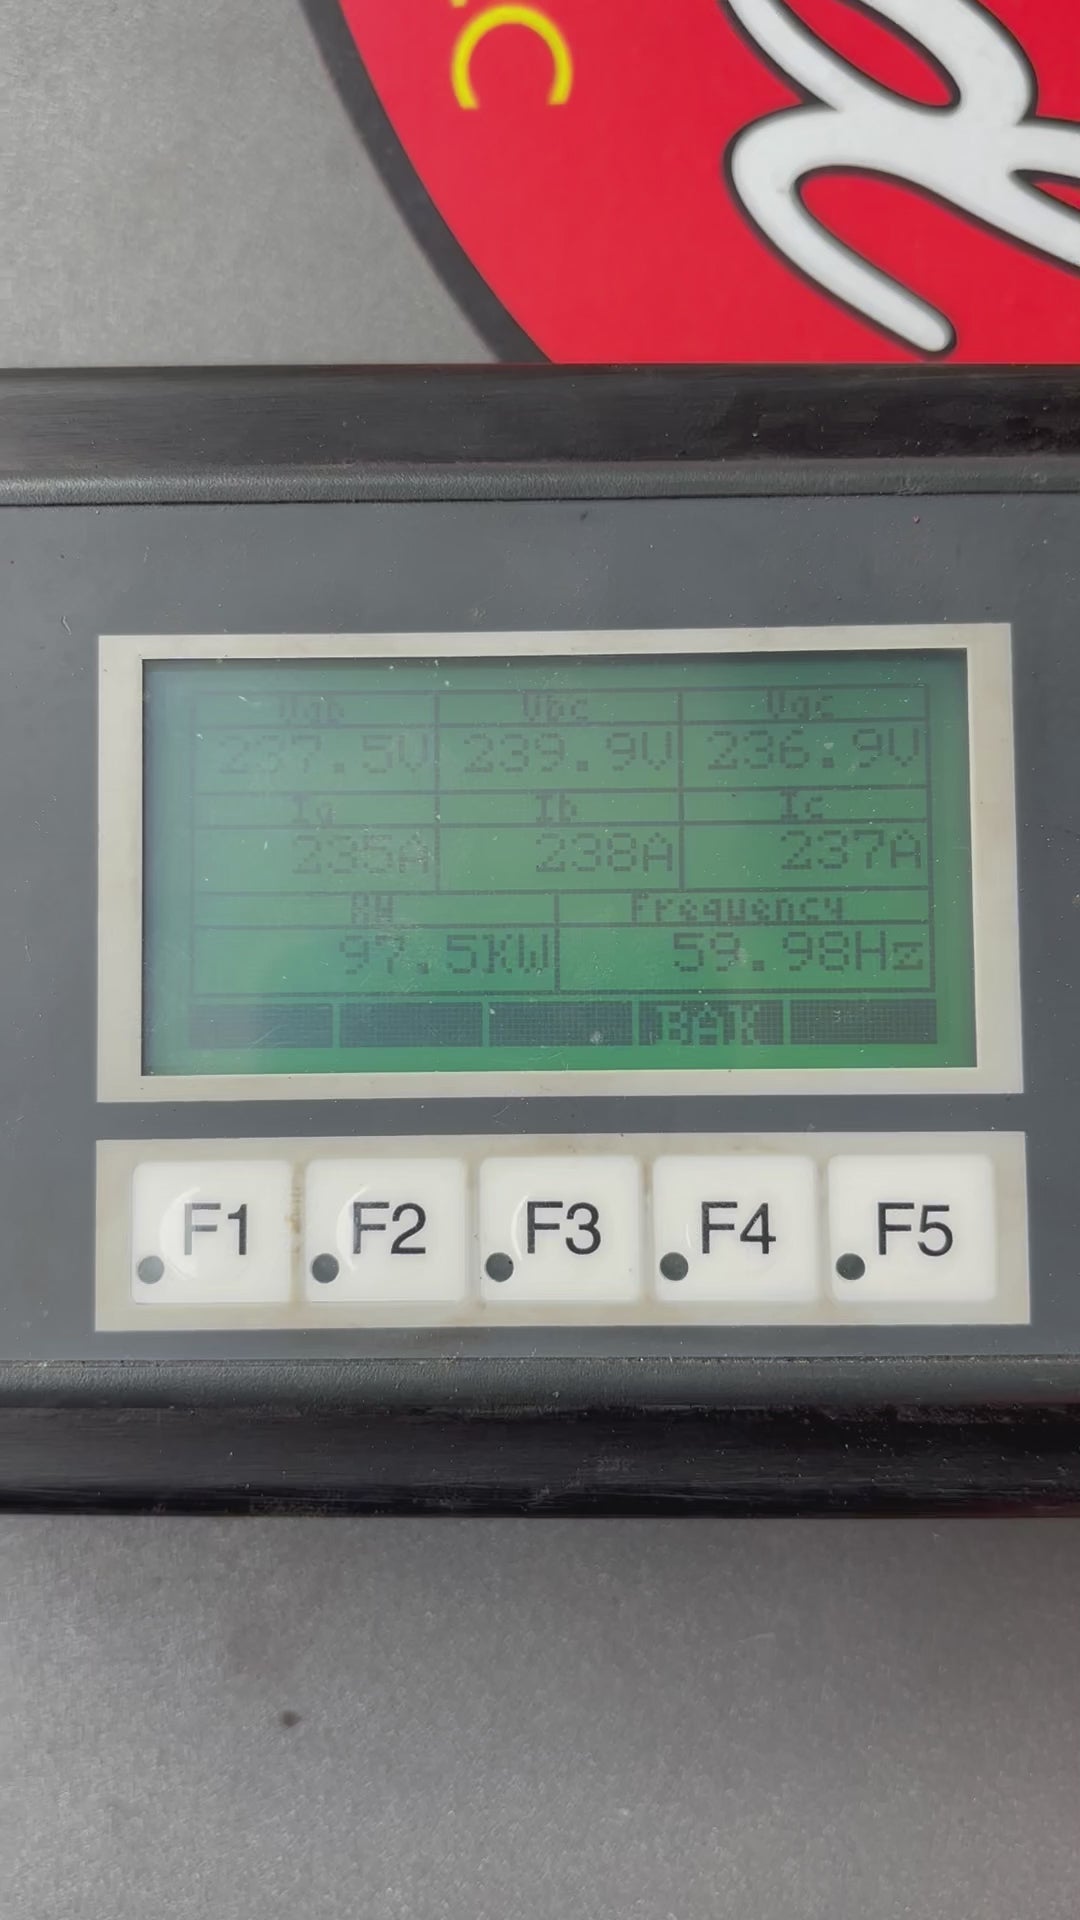 C
Vab Vbc Vac
237.5V 239.9V 236.9V
Ia Ib Ic
235A 238A 237A
KW Frequency
97.5KW 59.98Hz
BAK
F1 F2 F3 F4 F5